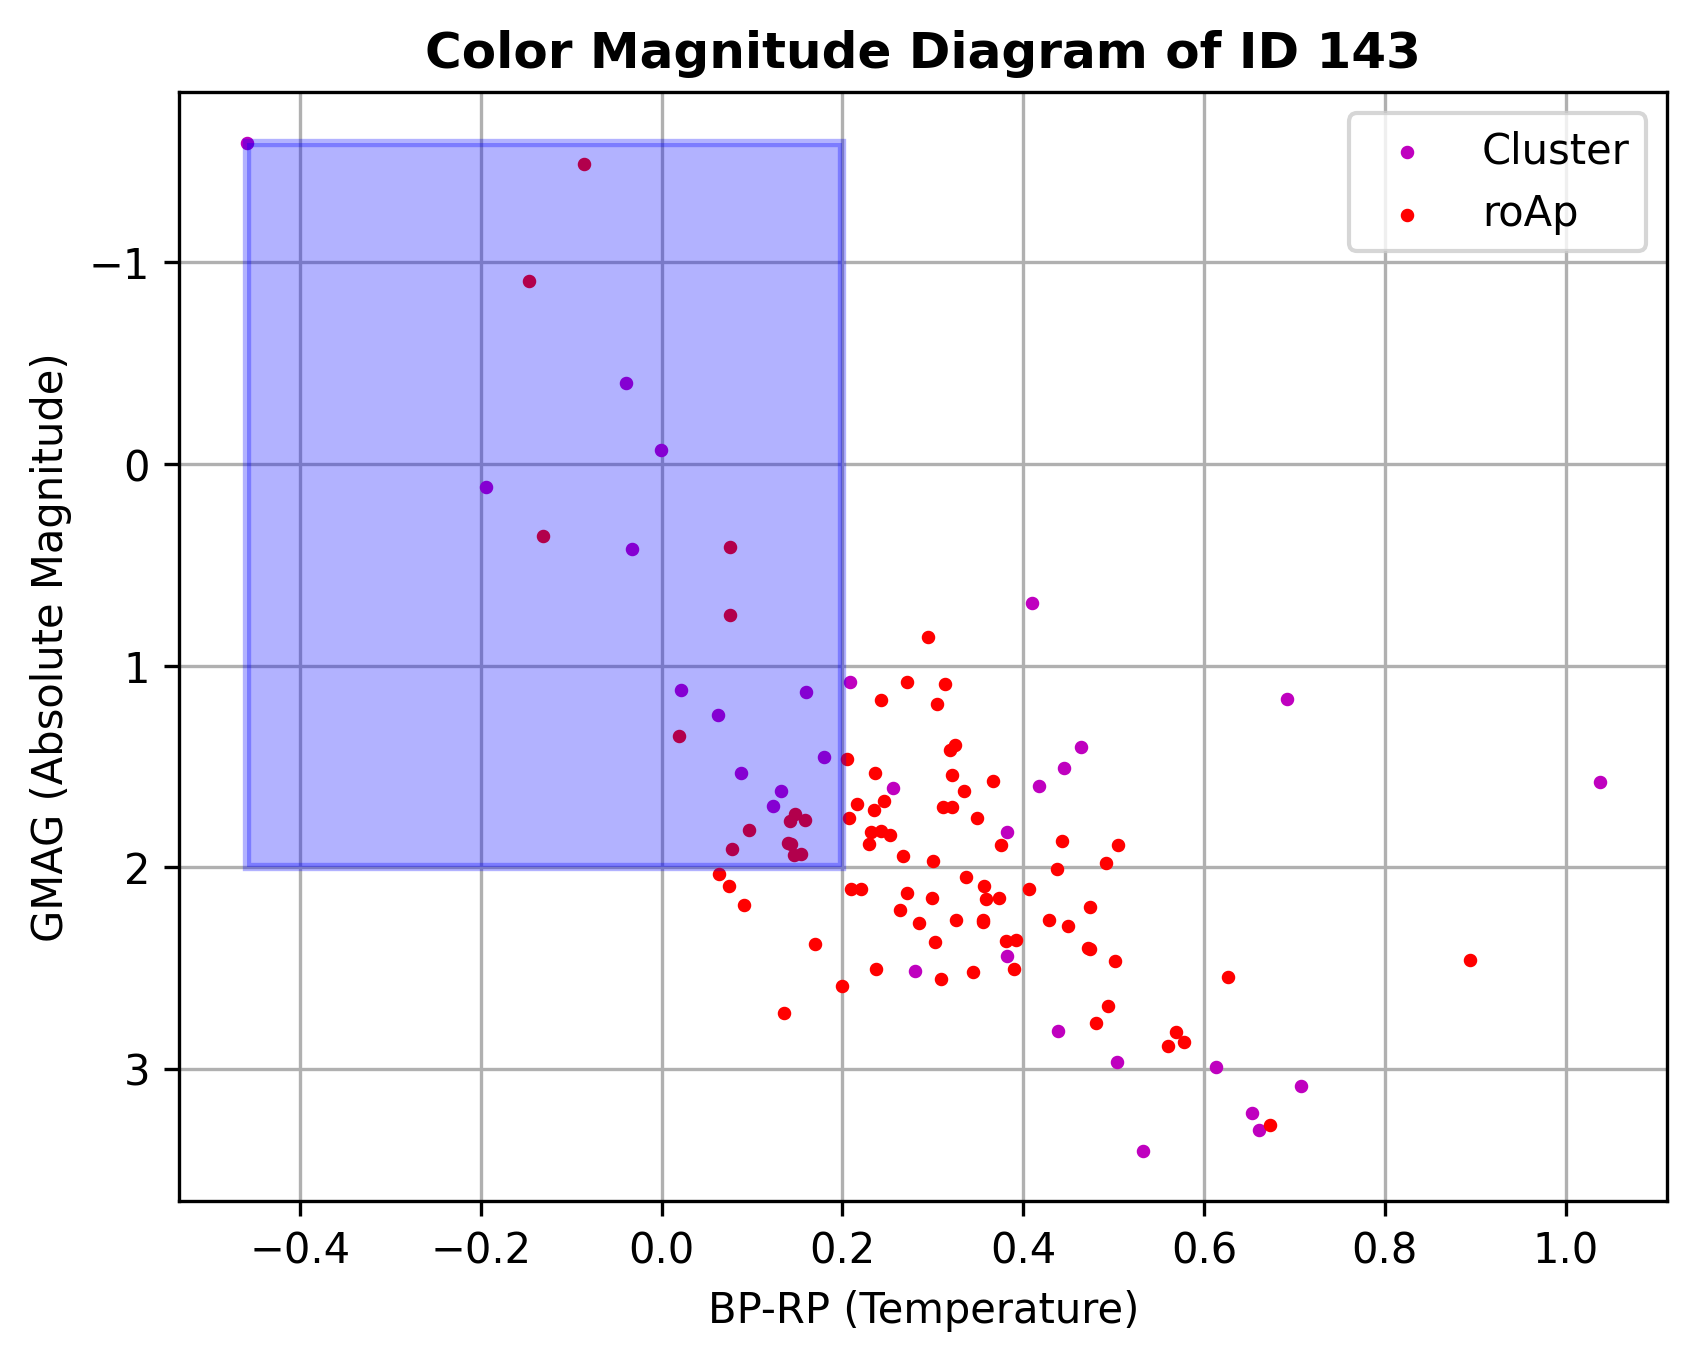 Color Magnitude Diagram of ID 143
Cluster
roAp
−1
0
1
2
3
GMAG (Absolute Magnitude)
−0.4 −0.2 0.0 0.2 0.4 0.6 0.8 1.0
BP-RP (Temperature)